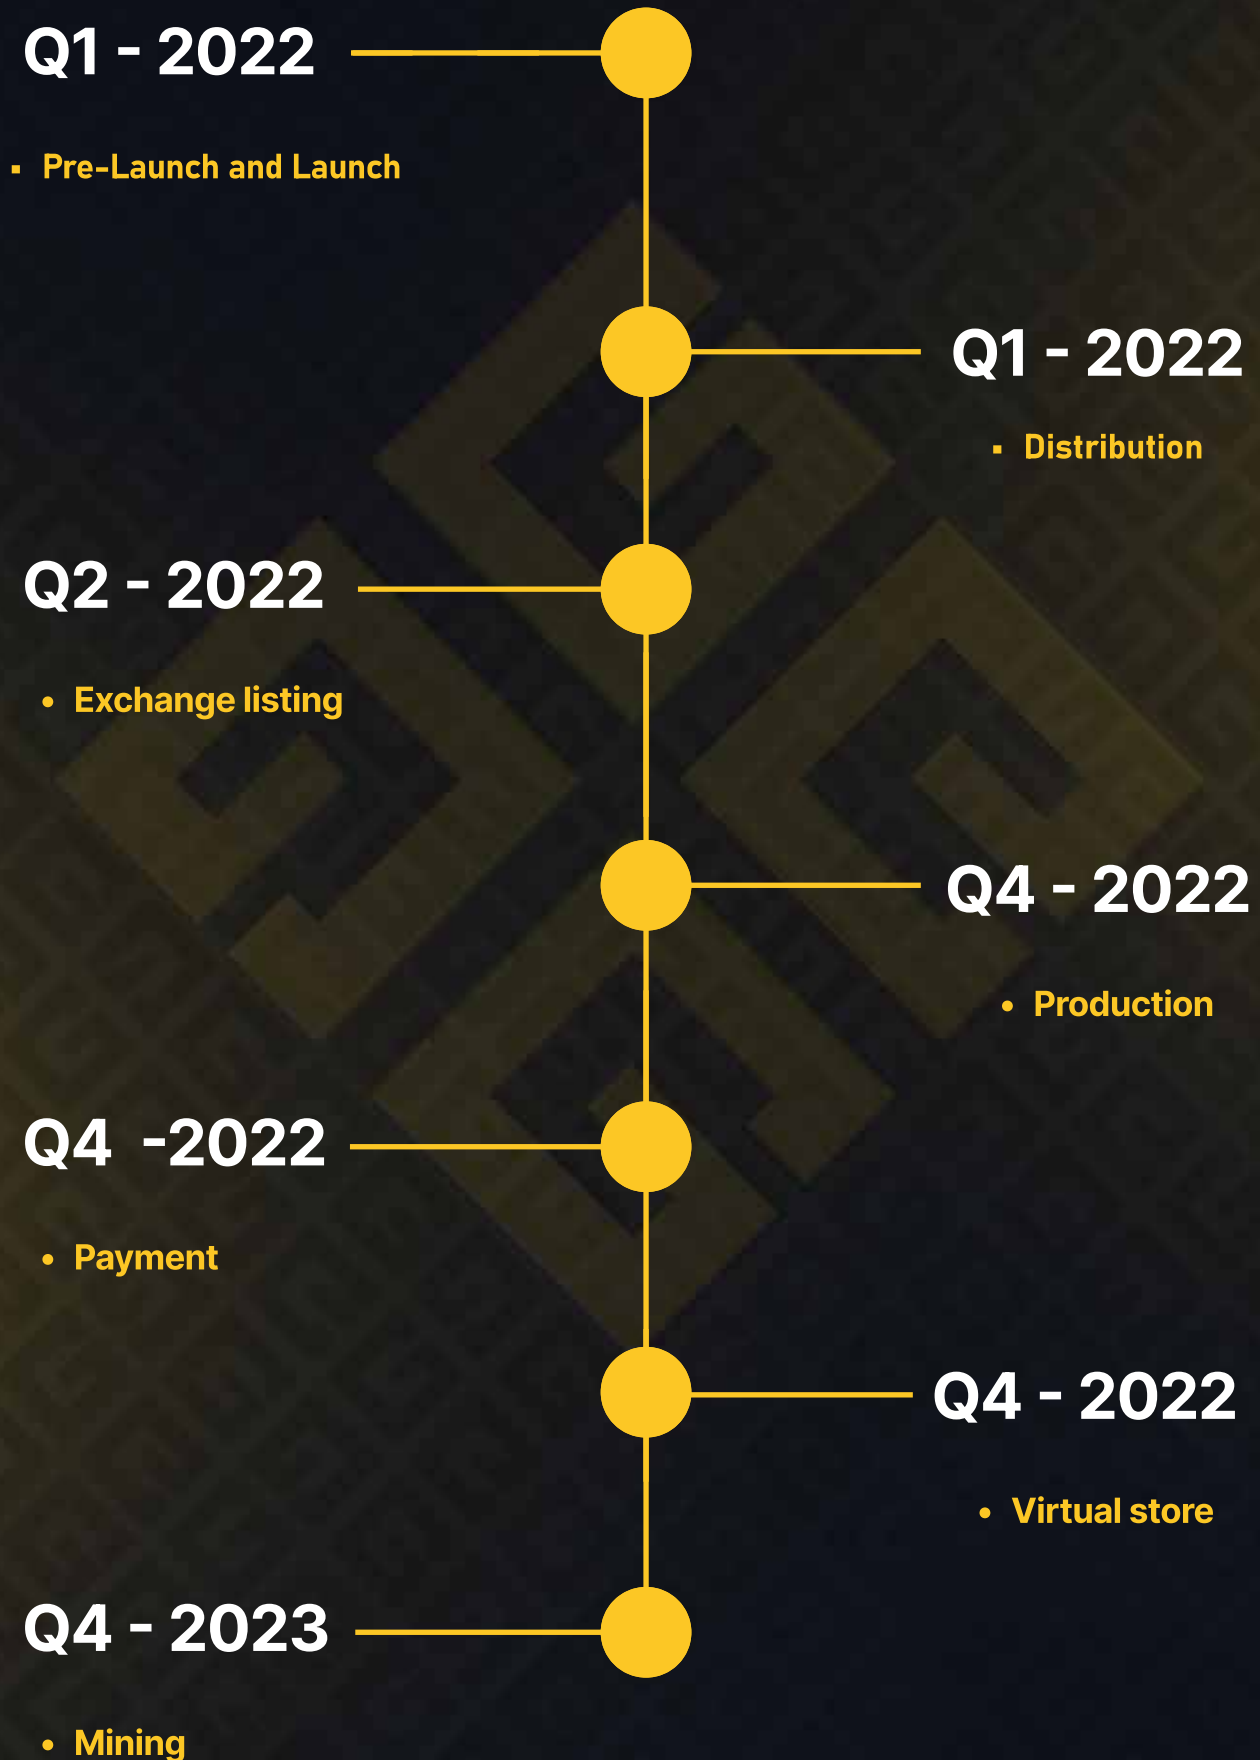 Q1 - 2022
▪ Pre-Launch and Launch
Q1 - 2022
▪ Distribution
Q2 - 2022
• Exchange listing
Q4 - 2022
• Production
Q4 -2022
• Payment
Q4 - 2022
• Virtual store
Q4 - 2023
• Mining